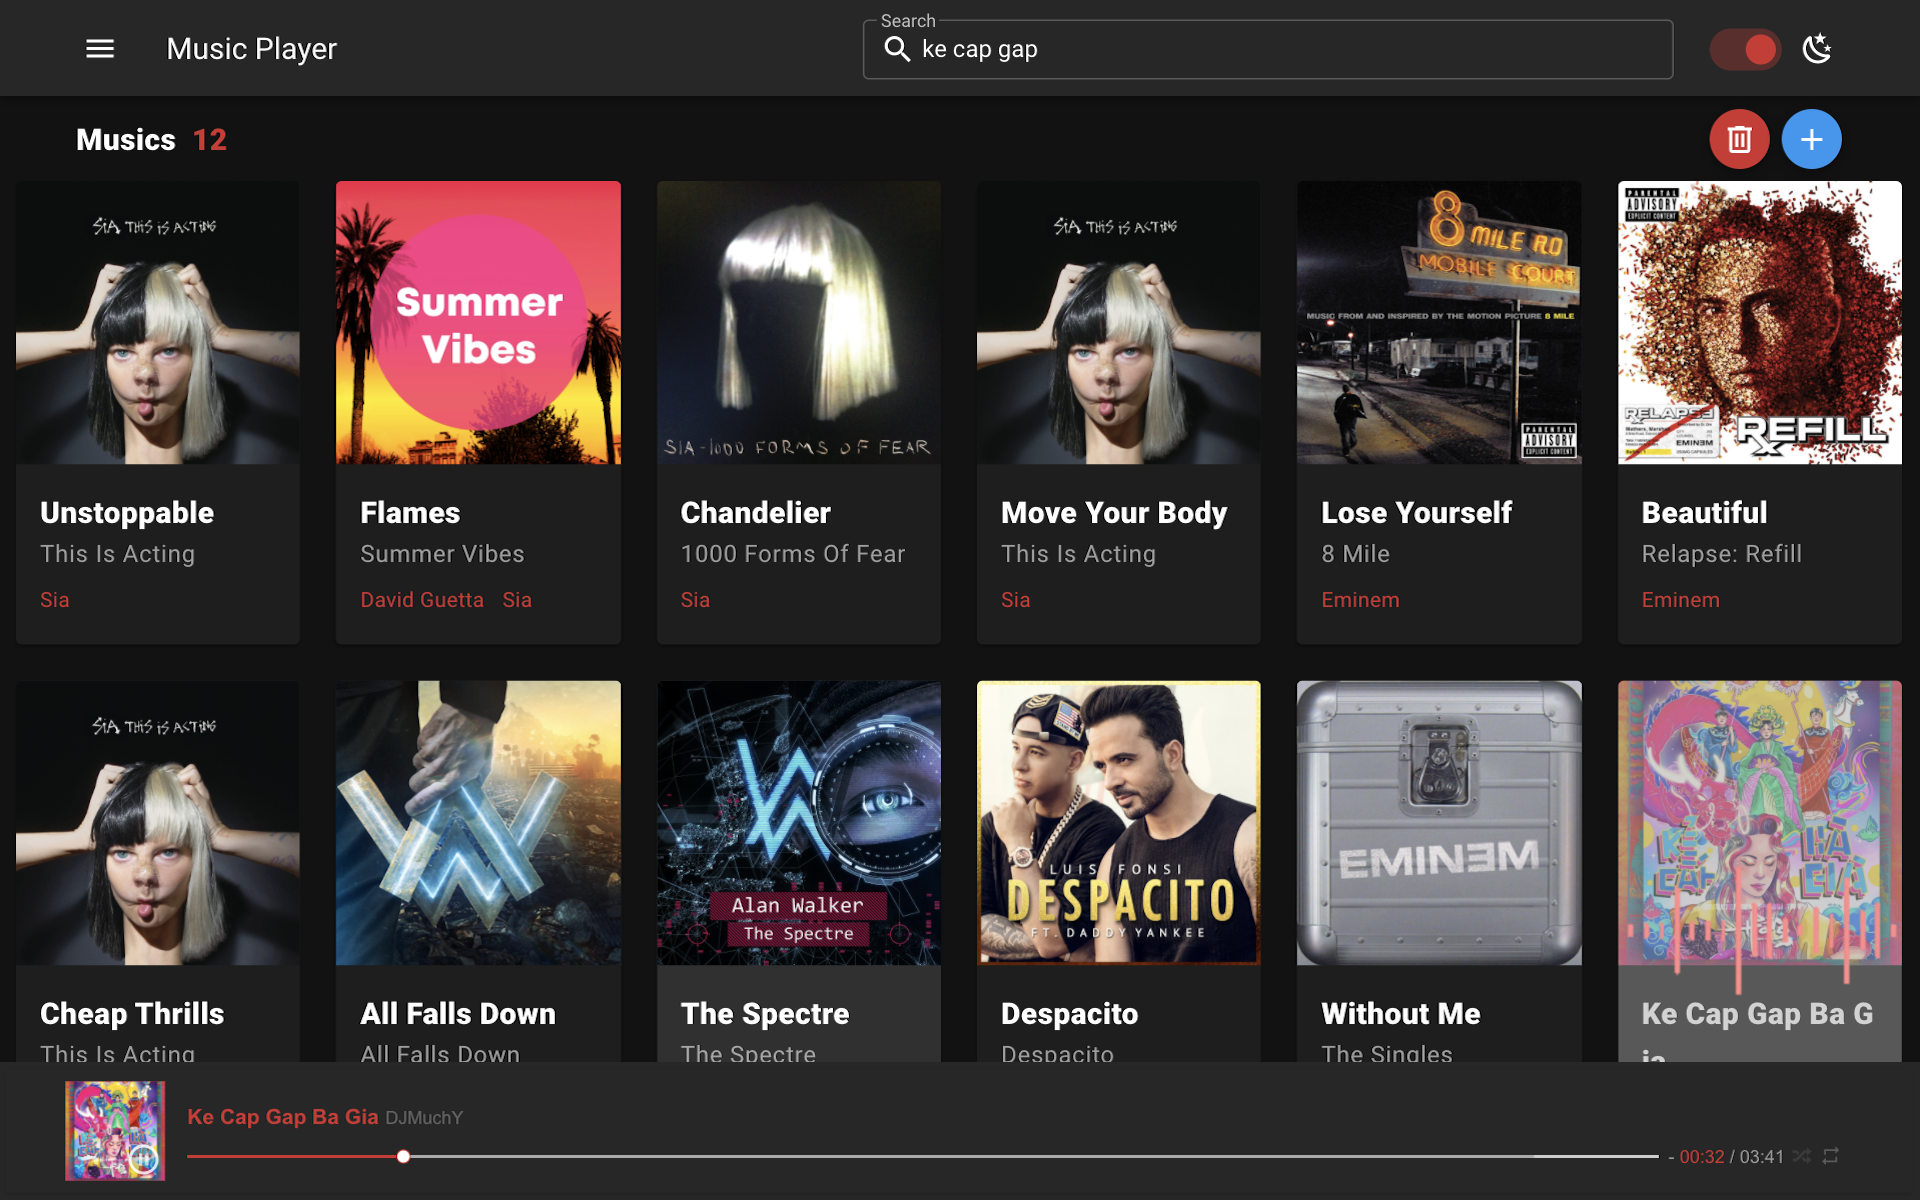 Music Player
Search
ke cap gap
Musics 12
SiA THiS iS ACTiNG
Summer
Vibes
SIA-1000 FORMS OF FEAR
SiA THiS iS ACTiNG
8 MILE RD
MOBILE COURT
MUSIC FROM AND INSPIRED BY THE MOTION PICTURE 8 MILE
PARENTAL
ADVISORY
EXPLICIT CONTENT
PARENTAL
ADVISORY
EXPLICIT CONTENT
RELAPSE
EMINƎM
REFILL
Unstoppable
This Is Acting
Sia
Flames
Summer Vibes
David Guetta Sia
Chandelier
1000 Forms Of Fear
Sia
Move Your Body
This Is Acting
Sia
Lose Yourself
8 Mile
Eminem
Beautiful
Relapse: Refill
Eminem
SiA THiS iS ACTiNG
Alan Walker
The Spectre
LUIS FONSI
DESPACITO
FT. DADDY YANKEE
EMINƎM
KẺ CẮP
BÀ GIÀ
Cheap Thrills
This Is Acting
All Falls Down
All Falls Down
The Spectre
The Spectre
Despacito
Despacito
Without Me
The Singles
Ke Cap Gap Ba G
ia
Ke Cap Gap Ba Gia DJMuchY
- 00:32 / 03:41